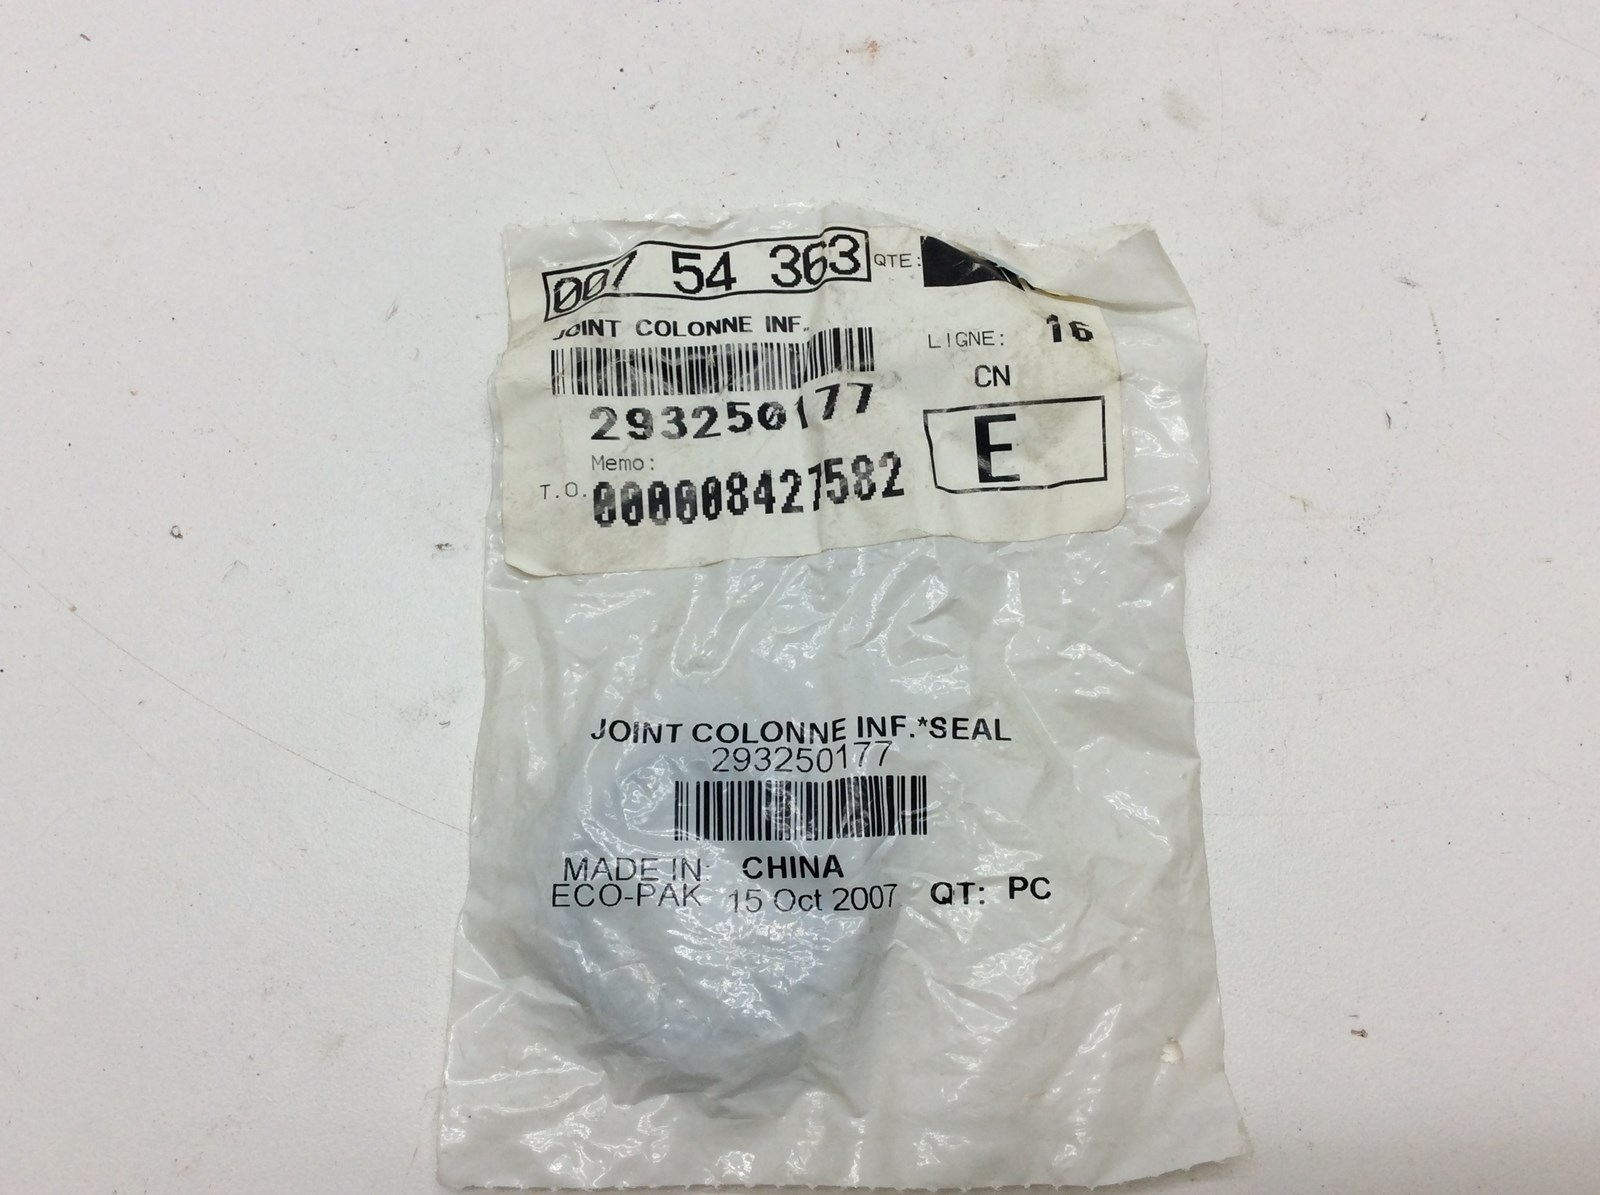 007 54 363 QTE:
JOINT COLONNE INF.
LIGNE: 16
CN
293250177
E
Memo:
T.O. 000008427582
JOINT COLONNE INF.*SEAL
293250177
MADE IN: CHINA
ECO-PAK 15 Oct 2007 QT: PC